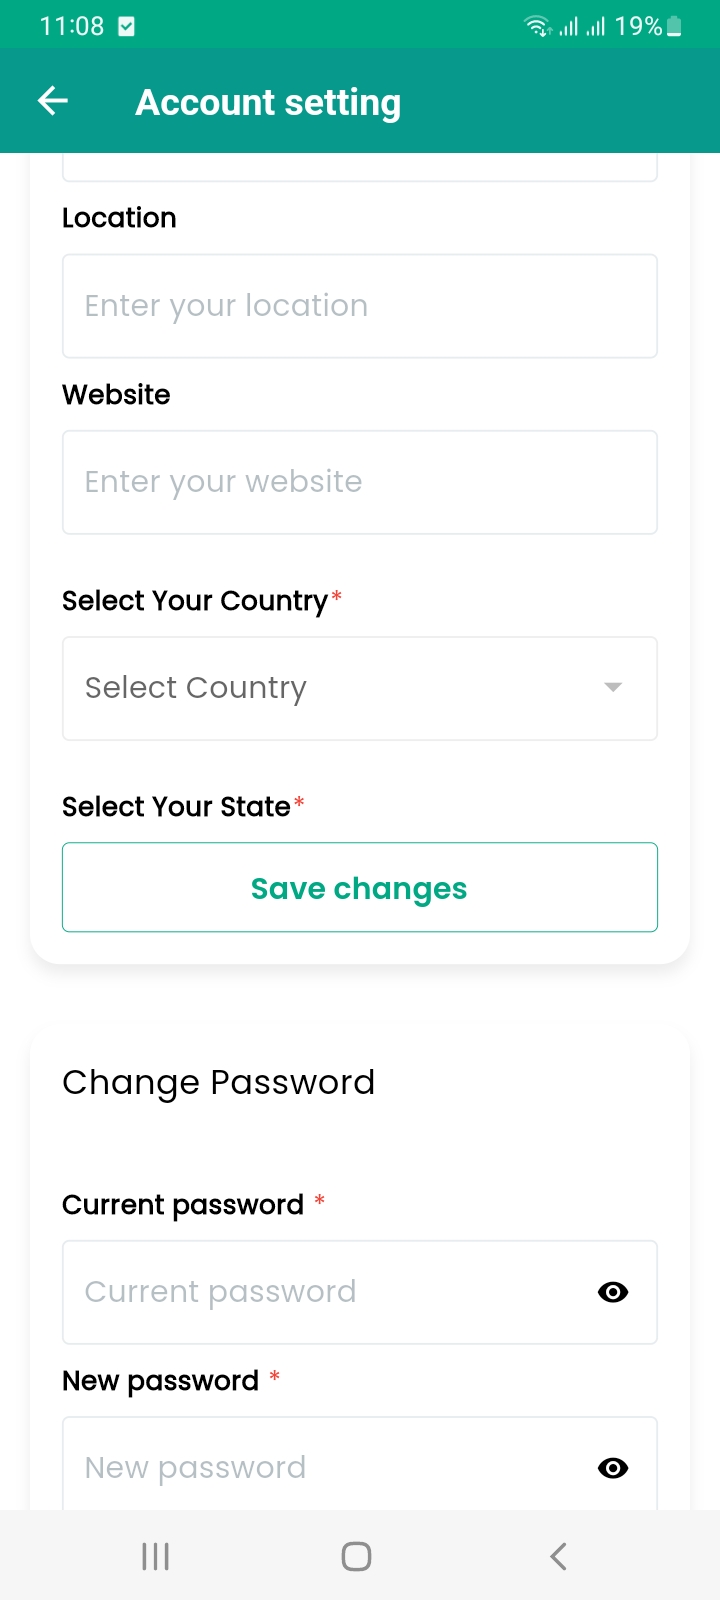 11:08 19%
Account setting
Location
Enter your location
Website
Enter your website
Select Your Country*
Select Country
Select Your State*
Save changes
Change Password
Current password *
Current password
New password *
New password